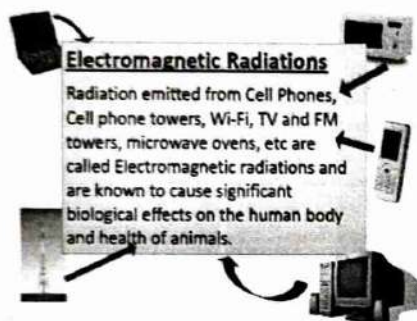 Electromagnetic Radiations
Radiation emitted from Cell Phones,
Cell phone towers, Wi-Fi, TV and FM
towers, microwave ovens, etc are
called Electromagnetic radiations and
are known to cause significant
biological effects on the human body
and health of animals.